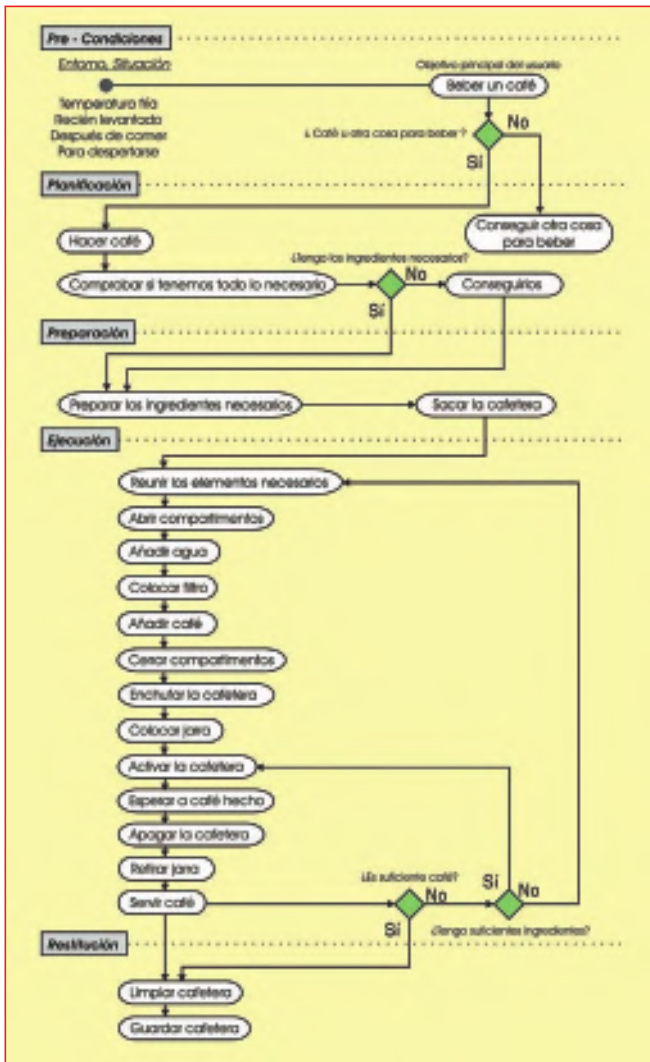 Pre - Condiciones
Entorno, Situación
Objetivo principal del usuario
Beber un café
Temperatura fría
Recién levantado
Después de comer
Para despertarse
¿ Café u otra cosa para beber ?
No
Sí
Planificación
Hacer café
Conseguir otra cosa
para beber
¿Tengo los ingredientes necesarios?
Comprobar si tenemos todo lo necesario
No
Conseguirlos
Sí
Preparación
Preparar los ingredientes necesarios
Sacar la cafetera
Ejecución
Reunir los elementos necesarios
Abrir compartimentos
Añadir agua
Colocar filtro
Añadir café
Cerrar compartimentos
Enchufar la cafetera
Colocar jarra
Activar la cafetera
Esperar a café hecho
Apagar la cafetera
Retirar jarra
¿Es suficiente café?
Servir café
No
Sí
No
Sí
¿Tengo suficientes ingredientes?
Restitución
Limpiar cafetera
Guardar cafetera